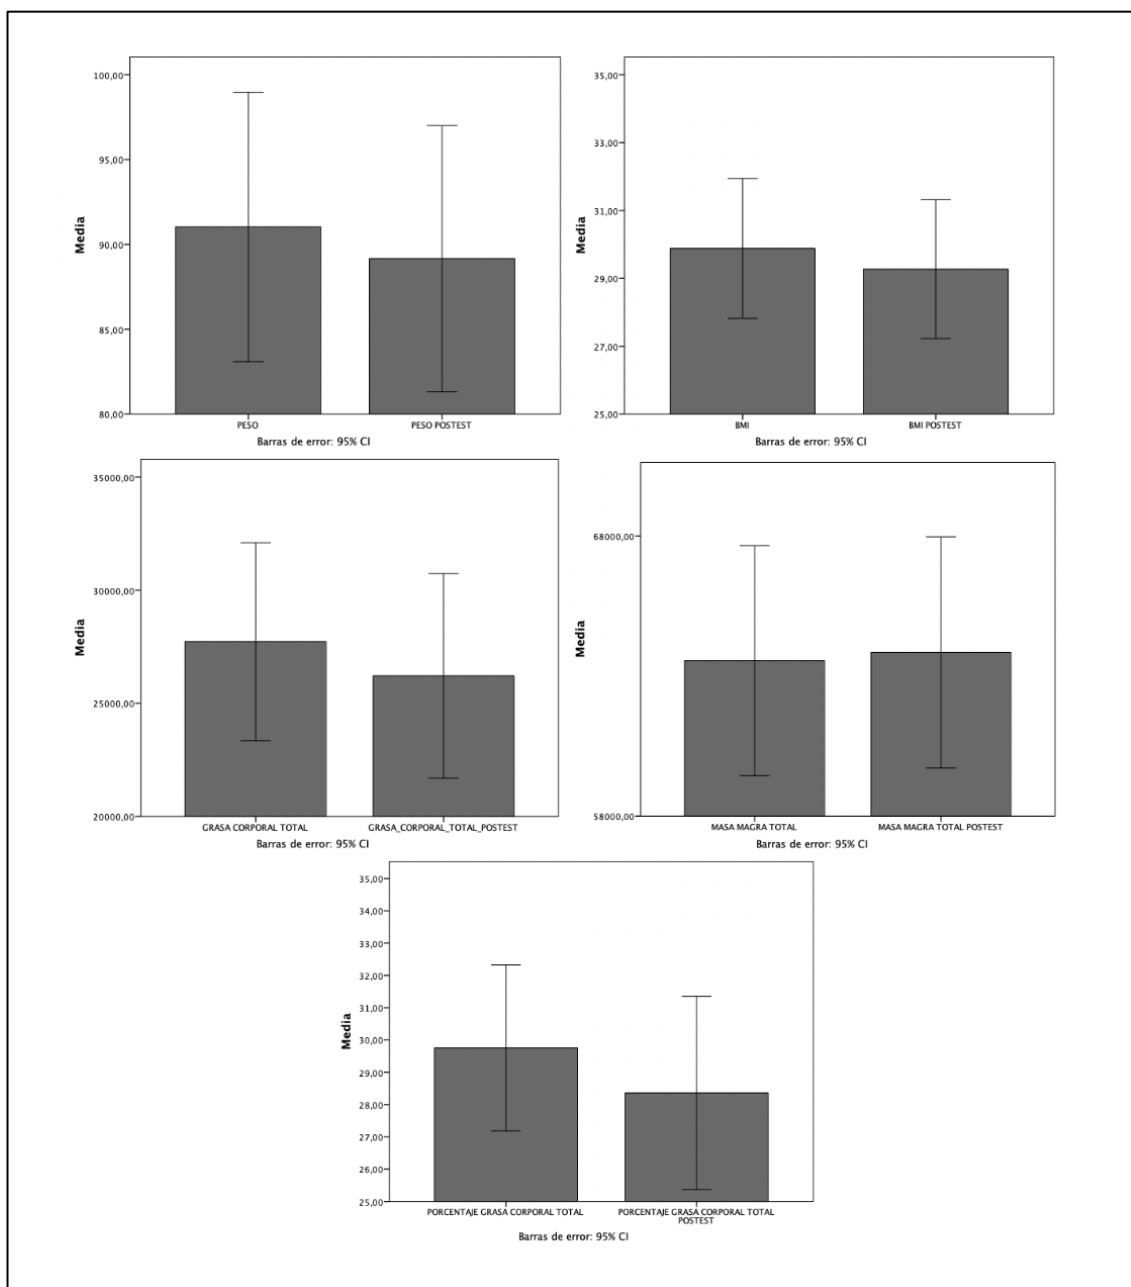 100,00
95,00
90,00
85,00
80,00
Media
PESO
PESO POSTEST
Barras de error: 95% CI
35,00
33,00
31,00
29,00
27,00
25,00
Media
BMI
BMI POSTEST
Barras de error: 95% CI
35000,00
30000,00
25000,00
20000,00
Media
GRASA CORPORAL TOTAL
GRASA_CORPORAL_TOTAL_POSTEST
Barras de error: 95% CI
68000,00
58000,00
Media
MASA MAGRA TOTAL
MASA MAGRA TOTAL POSTEST
Barras de error: 95% CI
35,00
34,00
33,00
32,00
31,00
30,00
29,00
28,00
27,00
26,00
25,00
Media
PORCENTAJE GRASA CORPORAL TOTAL
PORCENTAJE GRASA CORPORAL TOTAL
POSTEST
Barras de error: 95% CI